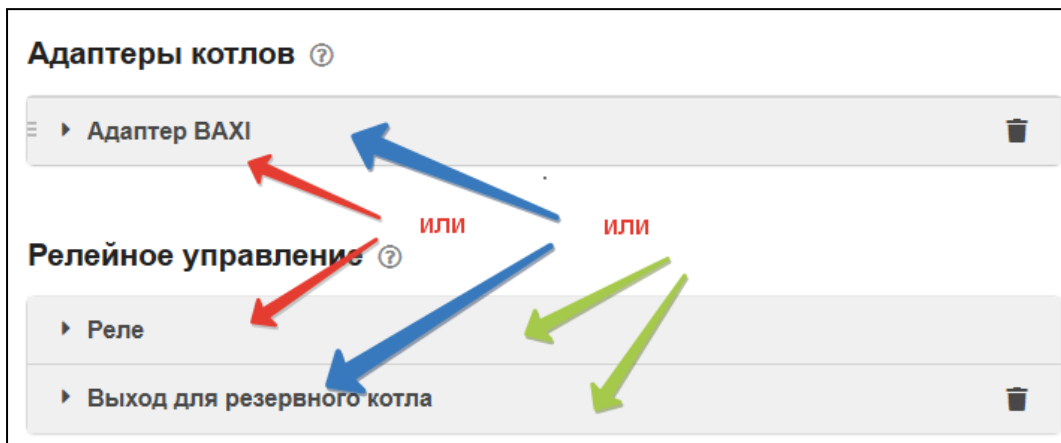 Адаптеры котлов ?
Адаптер BAXI
или или
Релейное управление ?
Реле
Выход для резервного котла